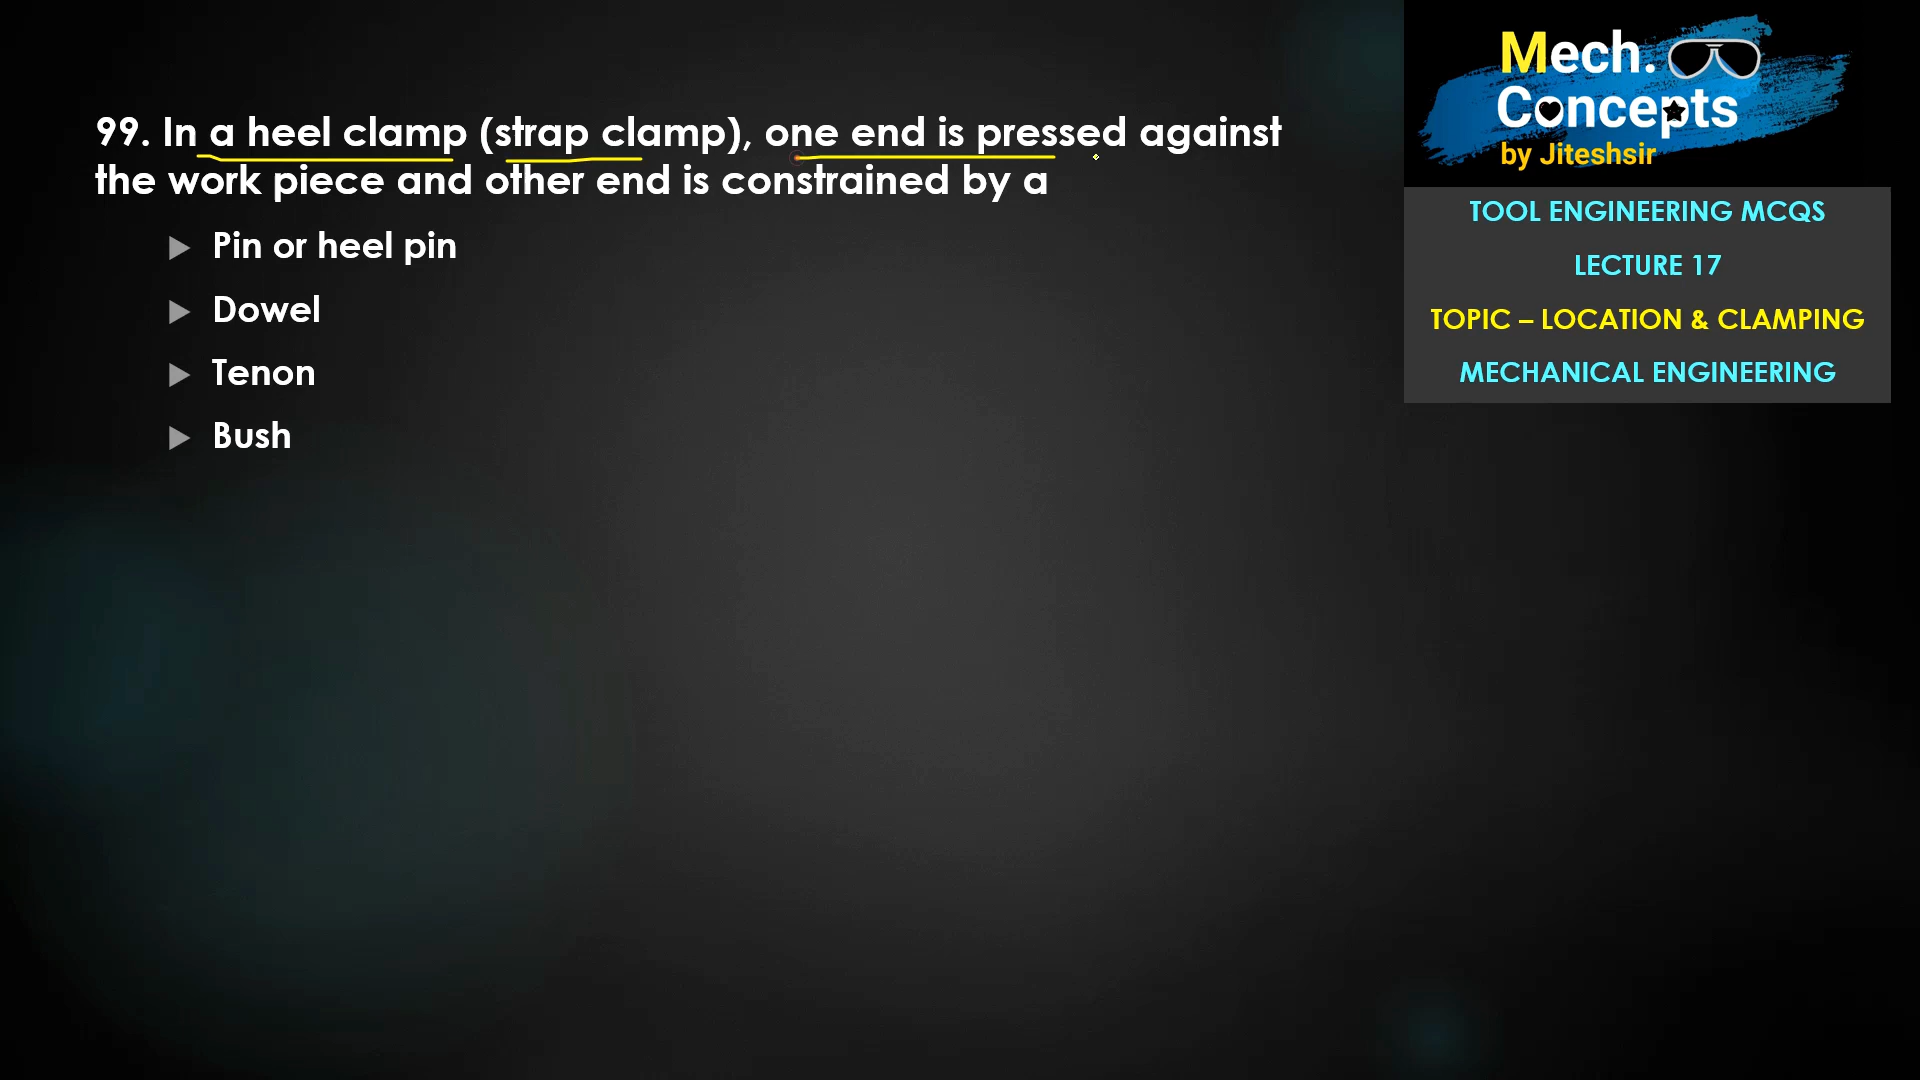 99. In a heel clamp (strap clamp), one end is pressed against
the work piece and other end is constrained by a
Pin or heel pin
Dowel
Tenon
Bush
Mech.
Concepts
by Jiteshsir
TOOL ENGINEERING MCQS
LECTURE 17
TOPIC – LOCATION & CLAMPING
MECHANICAL ENGINEERING